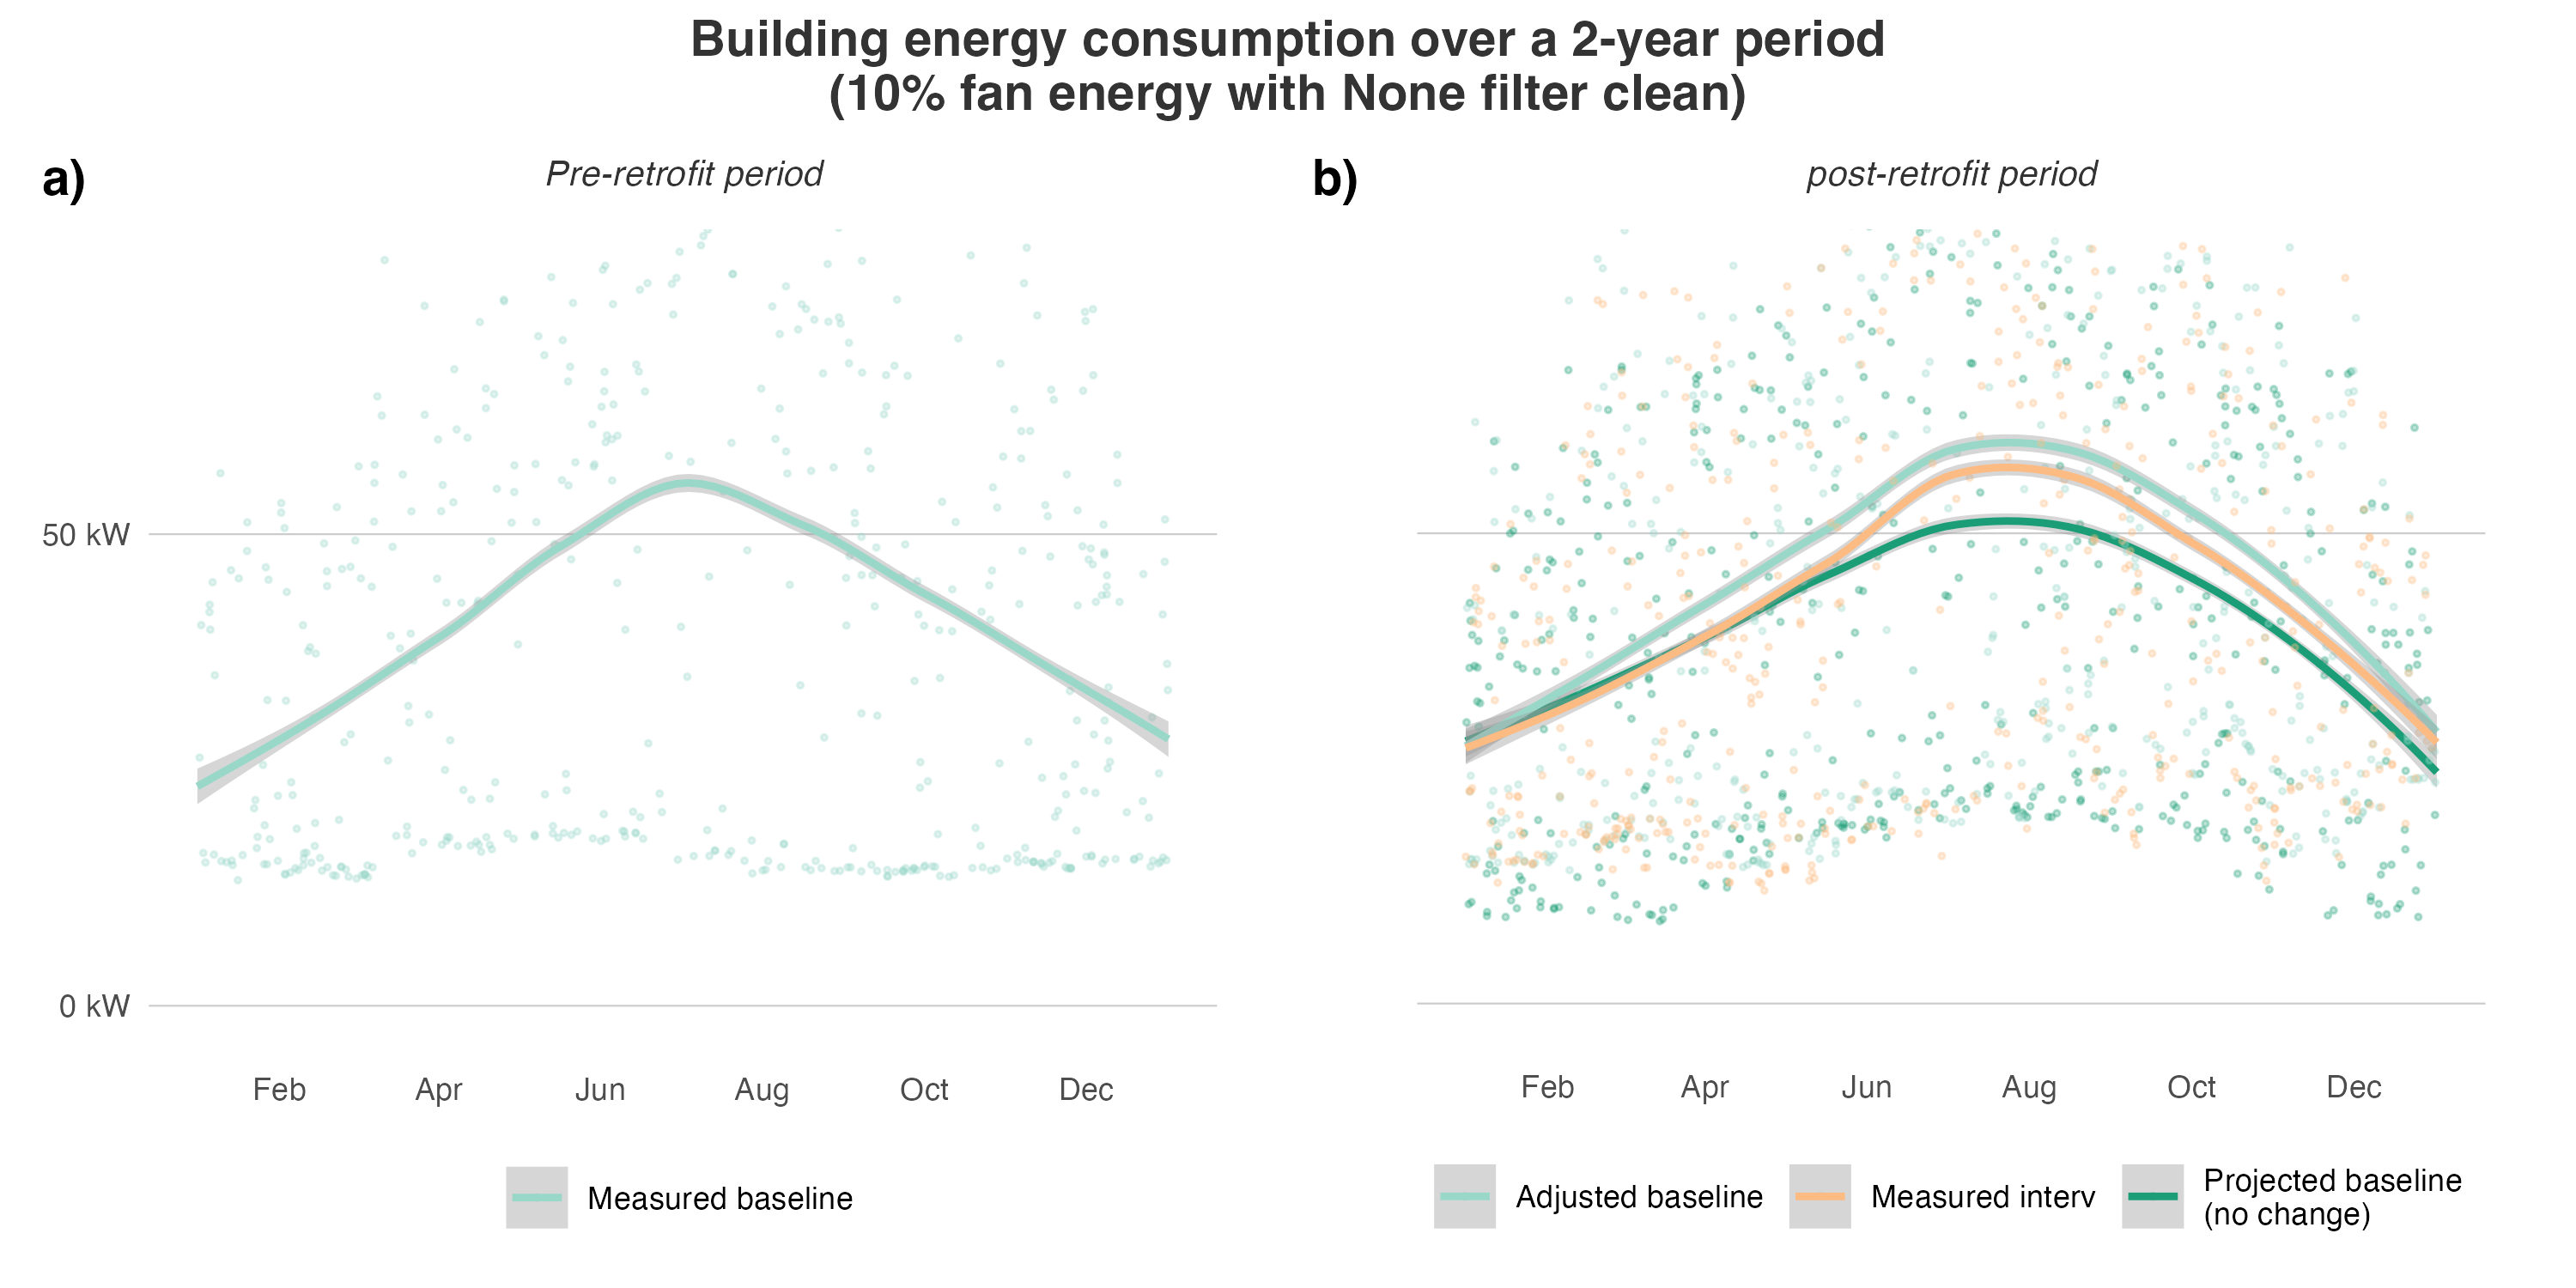 Building energy consumption over a 2-year period
(10% fan energy with None filter clean)
a)
Pre-retrofit period
50 kW
0 kW
Feb Apr Jun Aug Oct Dec
Measured baseline
b)
post-retrofit period
Feb Apr Jun Aug Oct Dec
Adjusted baseline
Measured interv
Projected baseline
(no change)